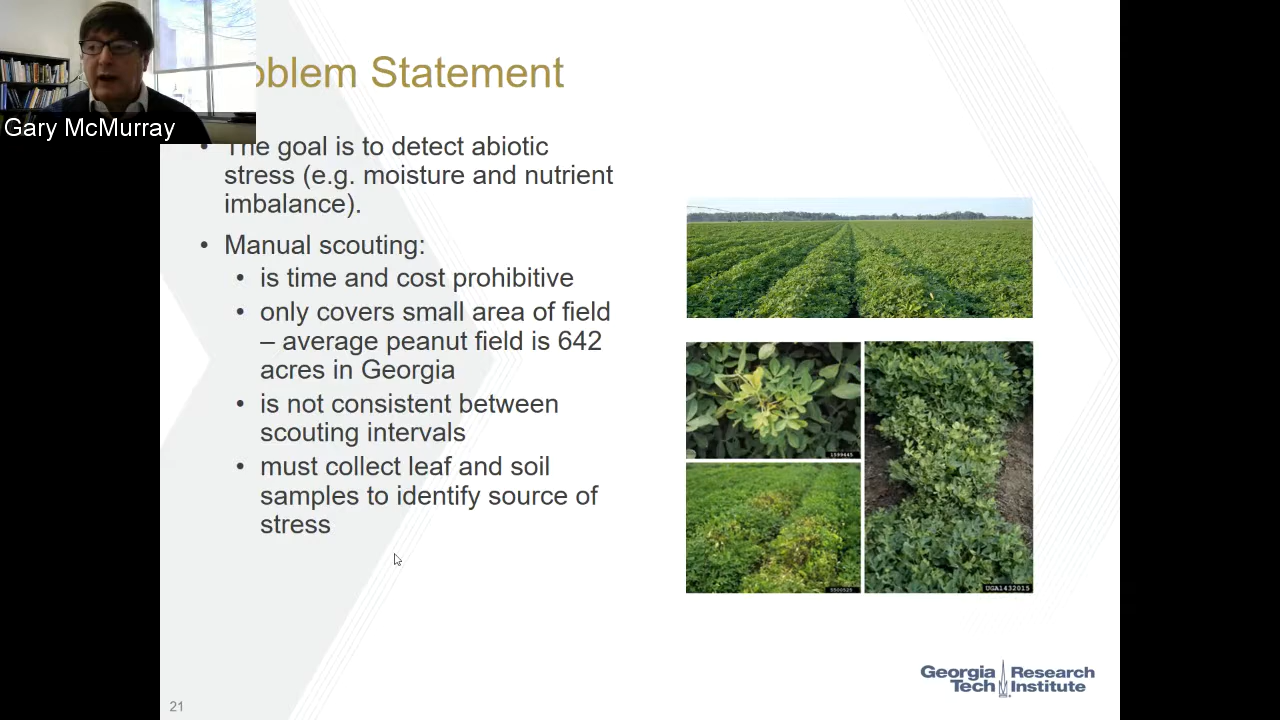 oblem Statement
Gary McMurray
• The goal is to detect abiotic
stress (e.g. moisture and nutrient
imbalance).
• Manual scouting:
• is time and cost prohibitive
• only covers small area of field
– average peanut field is 642
acres in Georgia
• is not consistent between
scouting intervals
• must collect leaf and soil
samples to identify source of
stress
UGA1432015
Georgia Tech Research Institute
21